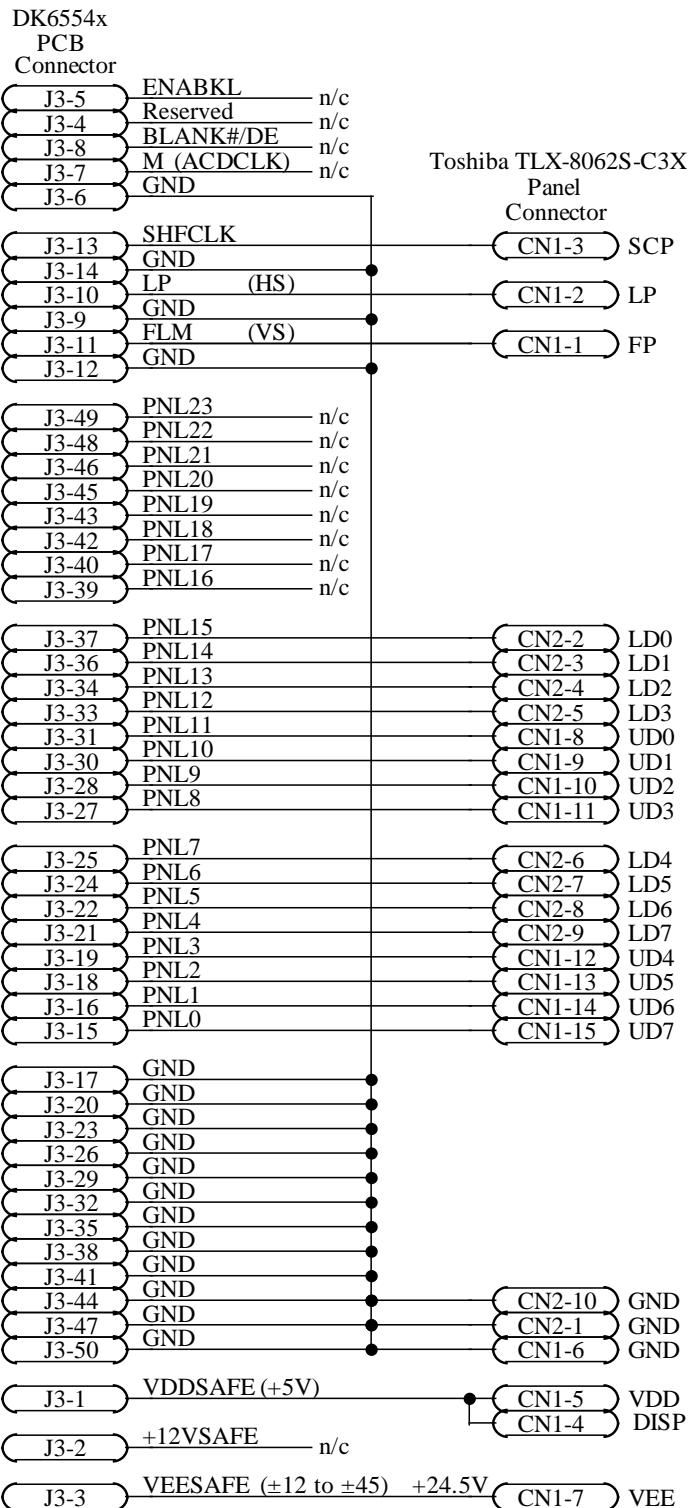 DK6554x
PCB
Connector
Toshiba TLX-8062S-C3X
Panel
Connector
J3-5 ENABKL n/c
J3-4 Reserved n/c
J3-8 BLANK#/DE n/c
J3-7 M (ACDCLK) n/c
J3-6 GND
J3-13 SHFCLK CN1-3 SCP
J3-14 GND
J3-10 LP (HS) CN1-2 LP
J3-9 GND
J3-11 FLM (VS) CN1-1 FP
J3-12 GND
J3-49 PNL23 n/c
J3-48 PNL22 n/c
J3-46 PNL21 n/c
J3-45 PNL20 n/c
J3-43 PNL19 n/c
J3-42 PNL18 n/c
J3-40 PNL17 n/c
J3-39 PNL16 n/c
J3-37 PNL15 CN2-2 LD0
J3-36 PNL14 CN2-3 LD1
J3-34 PNL13 CN2-4 LD2
J3-33 PNL12 CN2-5 LD3
J3-31 PNL11 CN1-8 UD0
J3-30 PNL10 CN1-9 UD1
J3-28 PNL9 CN1-10 UD2
J3-27 PNL8 CN1-11 UD3
J3-25 PNL7 CN2-6 LD4
J3-24 PNL6 CN2-7 LD5
J3-22 PNL5 CN2-8 LD6
J3-21 PNL4 CN2-9 LD7
J3-19 PNL3 CN1-12 UD4
J3-18 PNL2 CN1-13 UD5
J3-16 PNL1 CN1-14 UD6
J3-15 PNL0 CN1-15 UD7
J3-17 GND
J3-20 GND
J3-23 GND
J3-26 GND
J3-29 GND
J3-32 GND
J3-35 GND
J3-38 GND
J3-41 GND
J3-44 GND CN2-10 GND
J3-47 GND CN2-1 GND
J3-50 GND CN1-6 GND
J3-1 VDDSAFE (+5V) CN1-5 VDD
CN1-4 DISP
J3-2 +12VSAFE n/c
J3-3 VEESAFE (±12 to ±45) +24.5V CN1-7 VEE